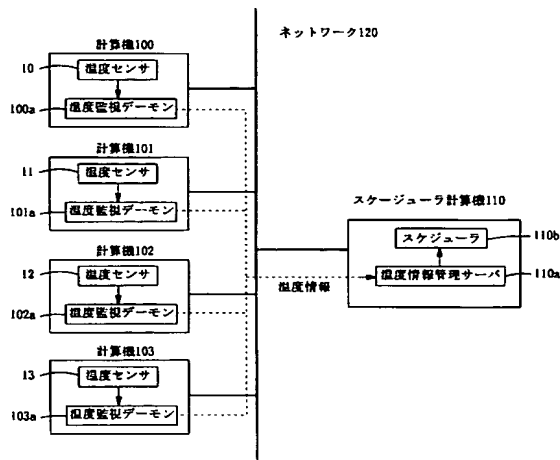 計算機100
10
温度センサ
100a
温度監視デーモン
計算機101
11
温度センサ
101a
温度監視デーモン
計算機102
12
温度センサ
102a
温度監視デーモン
計算機103
13
温度センサ
103a
温度監視デーモン
ネットワーク120
スケージューラ計算機110
スケジューラ
110b
温度情報管理サーバ
110a
温度情報